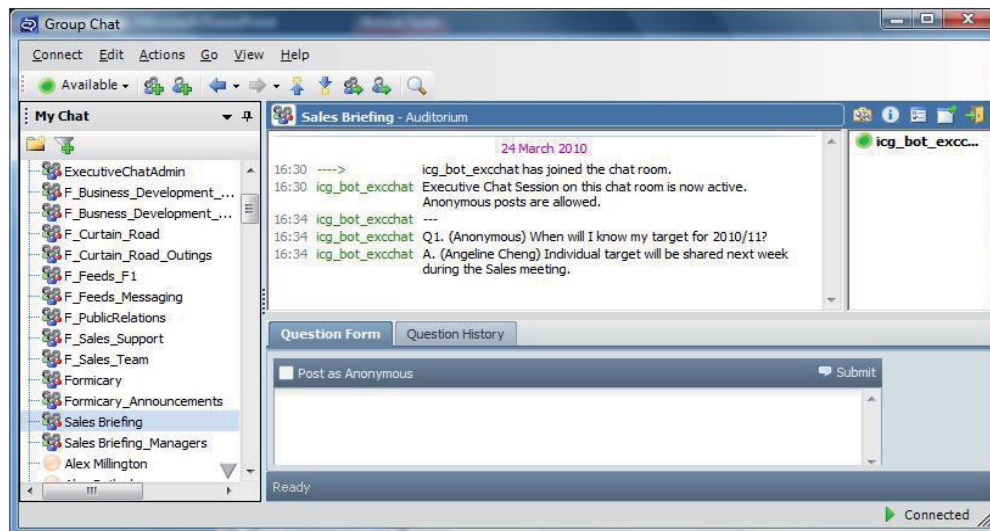 Group Chat
Connect Edit Actions Go View Help
Available
My Chat
ExecutiveChatAdmin
F_Business_Development_...
F_Busness_Development_...
F_Curtain_Road
F_Curtain_Road_Outings
F_Feeds_F1
F_Feeds_Messaging
F_PublicRelations
F_Sales_Support
F_Sales_Team
Formicary
Formicary_Announcements
Sales Briefing
Sales Briefing_Managers
Alex Millington
Sales Briefing - Auditorium
24 March 2010
16:30 ----> icg_bot_excchat has joined the chat room.
16:30 icg_bot_excchat Executive Chat Session on this chat room is now active.
Anonymous posts are allowed.
16:34 icg_bot_excchat ---
16:34 icg_bot_excchat Q1. (Anonymous) When will I know my target for 2010/11?
16:34 icg_bot_excchat A. (Angeline Cheng) Individual target will be shared next week
during the Sales meeting.
icg_bot_excc...
Question Form Question History
Post as Anonymous Submit
Ready
Connected